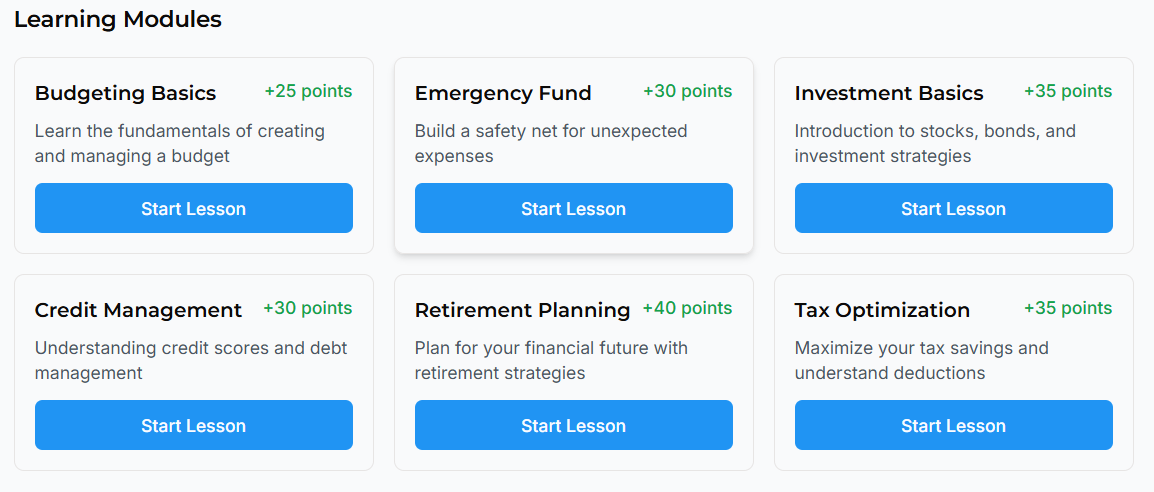 Learning Modules
Budgeting Basics +25 points
Learn the fundamentals of creating
and managing a budget
Start Lesson
Emergency Fund +30 points
Build a safety net for unexpected
expenses
Start Lesson
Investment Basics +35 points
Introduction to stocks, bonds, and
investment strategies
Start Lesson
Credit Management +30 points
Understanding credit scores and debt
management
Start Lesson
Retirement Planning +40 points
Plan for your financial future with
retirement strategies
Start Lesson
Tax Optimization +35 points
Maximize your tax savings and
understand deductions
Start Lesson